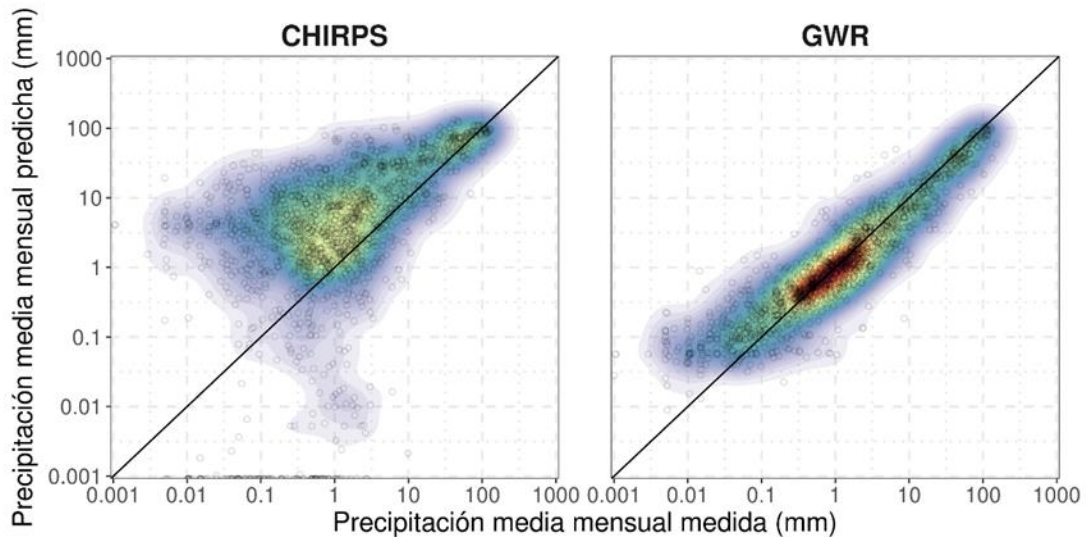 CHIRPS GWR
Precipitación media mensual predicha (mm)
1000
100
10
1
0.1
0.01
0.001
0.001 0.01 0.1 1 10 100 1000 0.001 0.01 0.1 1 10 100 1000
Precipitación media mensual medida (mm)